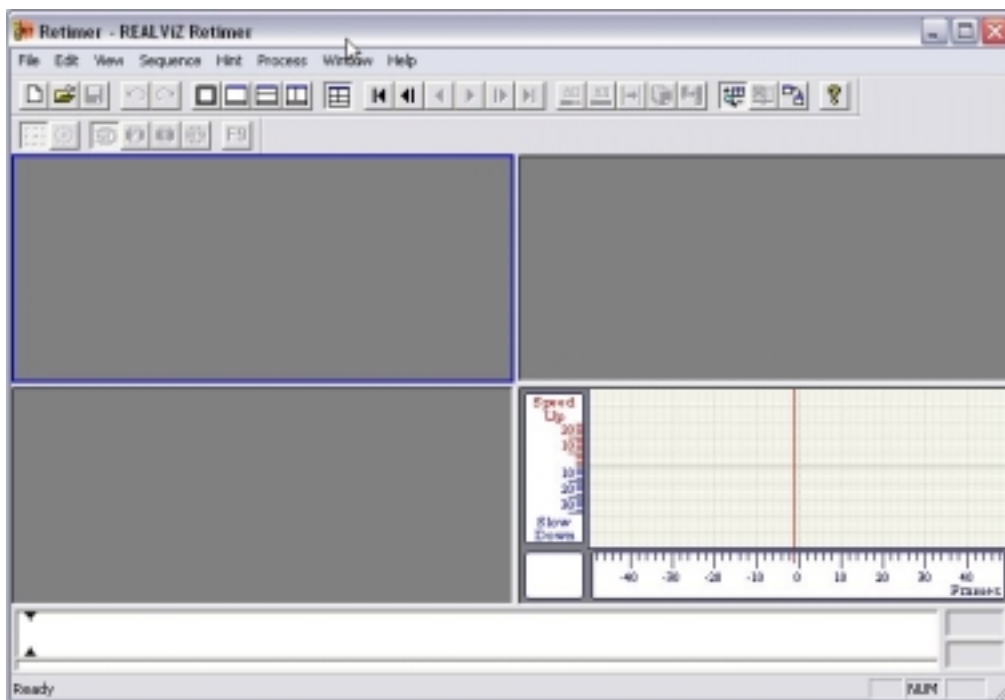 Retimer - REALViZ Retimer
File Edit View Sequence Hint Process Window Help
F9
Speed
Up
20
10
10
20
30
Slow
Down
-40 -30 -20 -10 0 10 20 30 40
Frames
Ready NUM